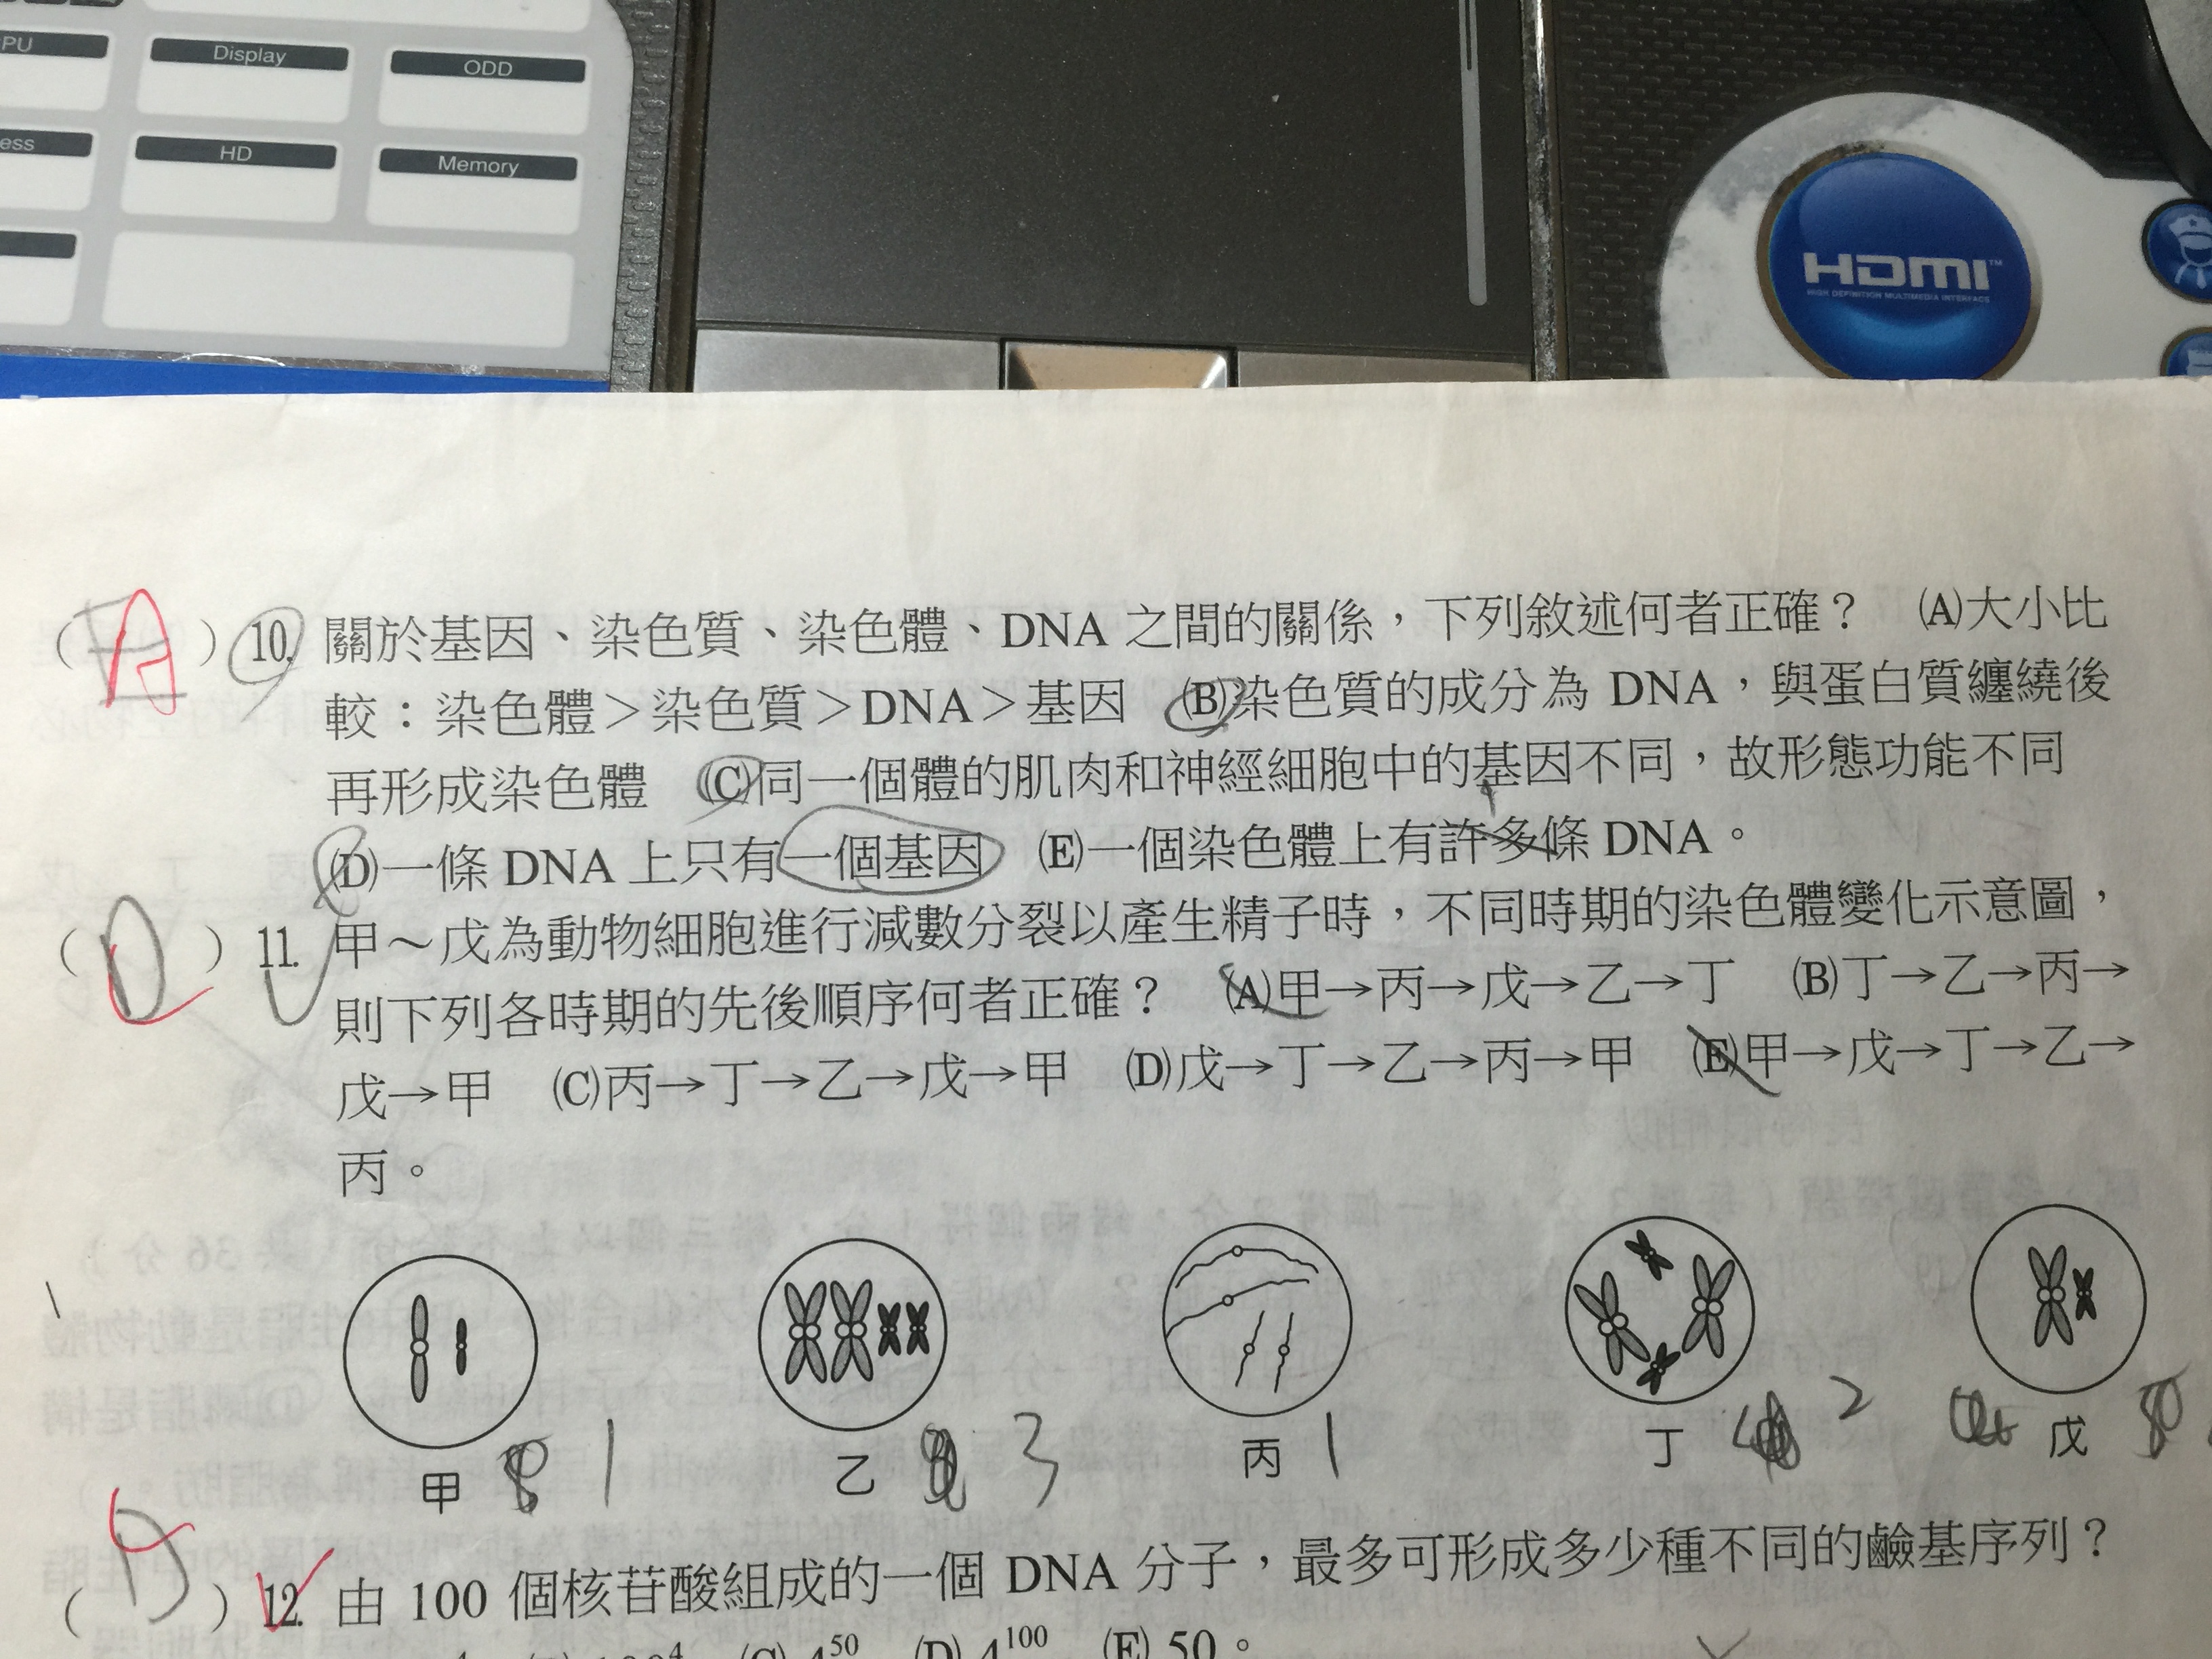 PU
Display
ODD
ess
HD
Memory
HDMI™
HIGH DEFINITION MULTIMEDIA INTERFACE
( A ) 10. 關於基因、染色質、染色體、DNA 之間的關係，下列敘述何者正確？ (A)大小比
較：染色體＞染色質＞DNA＞基因 (B)染色質的成分為 DNA，與蛋白質纏繞後
再形成染色體 (C)同一個體的肌肉和神經細胞中的基因不同，故形態功能不同
(D)一條 DNA 上只有一個基因 (E)一個染色體上有許多條 DNA。
( D ) 11. 甲～戊為動物細胞進行減數分裂以產生精子時，不同時期的染色體變化示意圖，
則下列各時期的先後順序何者正確？ (A)甲→丙→戊→乙→丁 (B)丁→乙→丙→
戊→甲 (C)丙→丁→乙→戊→甲 (D)戊→丁→乙→丙→甲 (E)甲→戊→丁→乙→
丙。
甲 1 乙 3 丙 1 丁 2 戊
( D ) 12. 由 100 個核苷酸組成的一個 DNA 分子，最多可形成多少種不同的鹼基序列？
(C) 4⁵⁰ (D) 4¹⁰⁰ (E) 50。